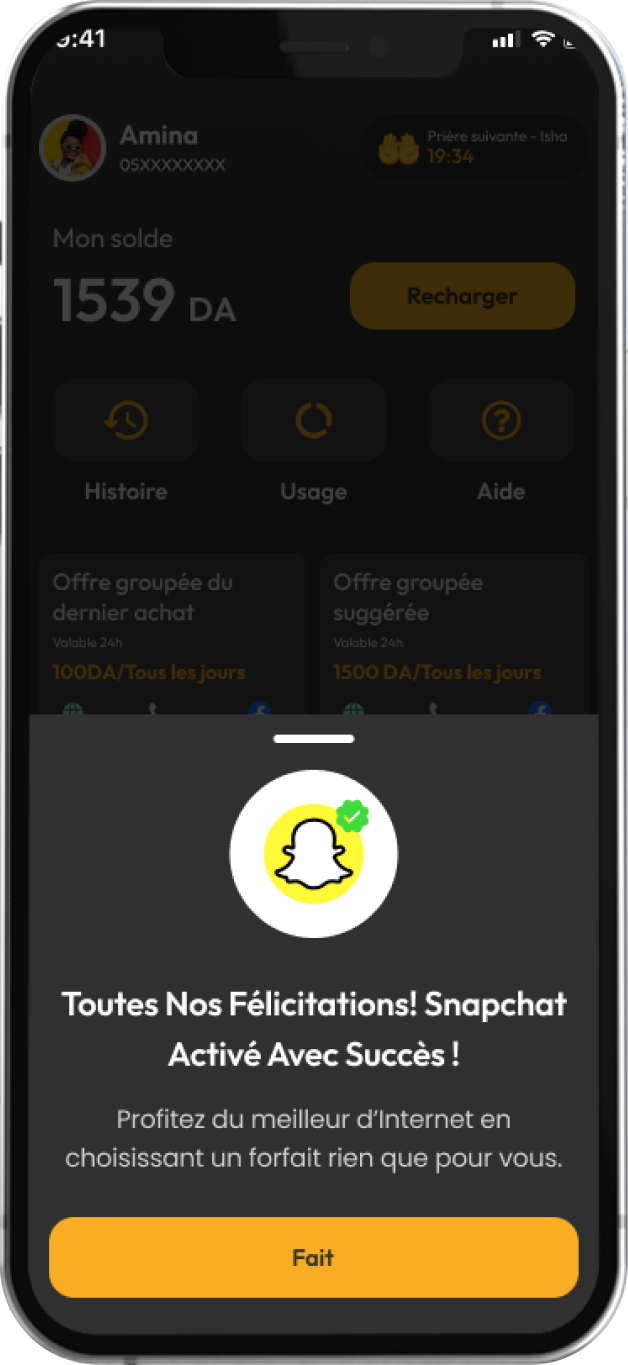 9:41
Amina
05XXXXXXXX
Prière suivante - Isha
19:34
Mon solde
1539 DA
Recharger
Histoire
Usage
Aide
Offre groupée du
dernier achat
Valable 24h
100DA/Tous les jours
Offre groupée
suggérée
Valable 24h
1500 DA/Tous les jours
Toutes Nos Félicitations! Snapchat
Activé Avec Succès !
Profitez du meilleur d’Internet en
choisissant un forfait rien que pour vous.
Fait